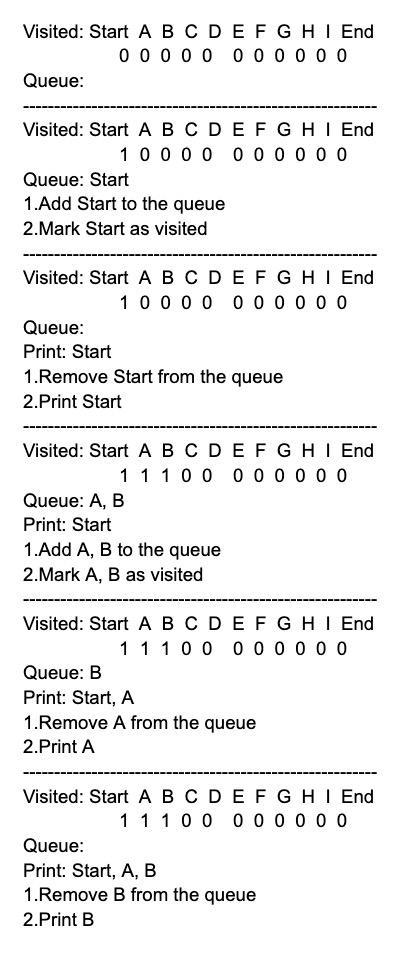 Visited: Start A B C D E F G H I End
0 0 0 0 0 0 0 0 0 0 0
Queue:
------------------------------------------------------------
Visited: Start A B C D E F G H I End
1 0 0 0 0 0 0 0 0 0 0
Queue: Start
1.Add Start to the queue
2.Mark Start as visited
------------------------------------------------------------
Visited: Start A B C D E F G H I End
1 0 0 0 0 0 0 0 0 0 0
Queue:
Print: Start
1.Remove Start from the queue
2.Print Start
------------------------------------------------------------
Visited: Start A B C D E F G H I End
1 1 1 0 0 0 0 0 0 0 0
Queue: A, B
Print: Start
1.Add A, B to the queue
2.Mark A, B as visited
------------------------------------------------------------
Visited: Start A B C D E F G H I End
1 1 1 0 0 0 0 0 0 0 0
Queue: B
Print: Start, A
1.Remove A from the queue
2.Print A
------------------------------------------------------------
Visited: Start A B C D E F G H I End
1 1 1 0 0 0 0 0 0 0 0
Queue:
Print: Start, A, B
1.Remove B from the queue
2.Print B